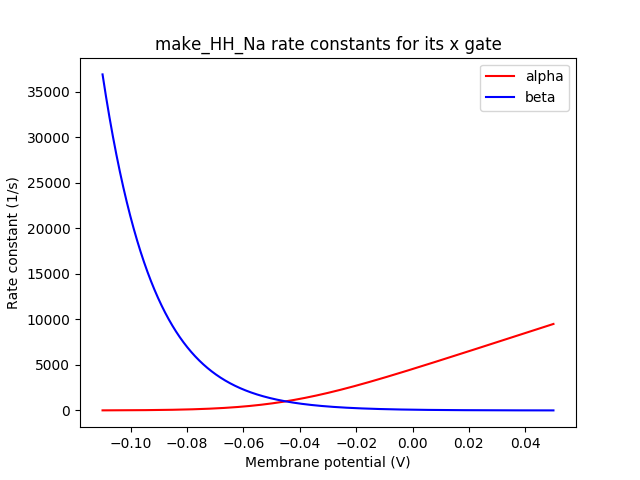 make_HH_Na rate constants for its x gate
alpha
beta
35000
30000
25000
20000
15000
10000
5000
0
Rate constant (1/s)
−0.10 −0.08 −0.06 −0.04 −0.02 0.00 0.02 0.04
Membrane potential (V)